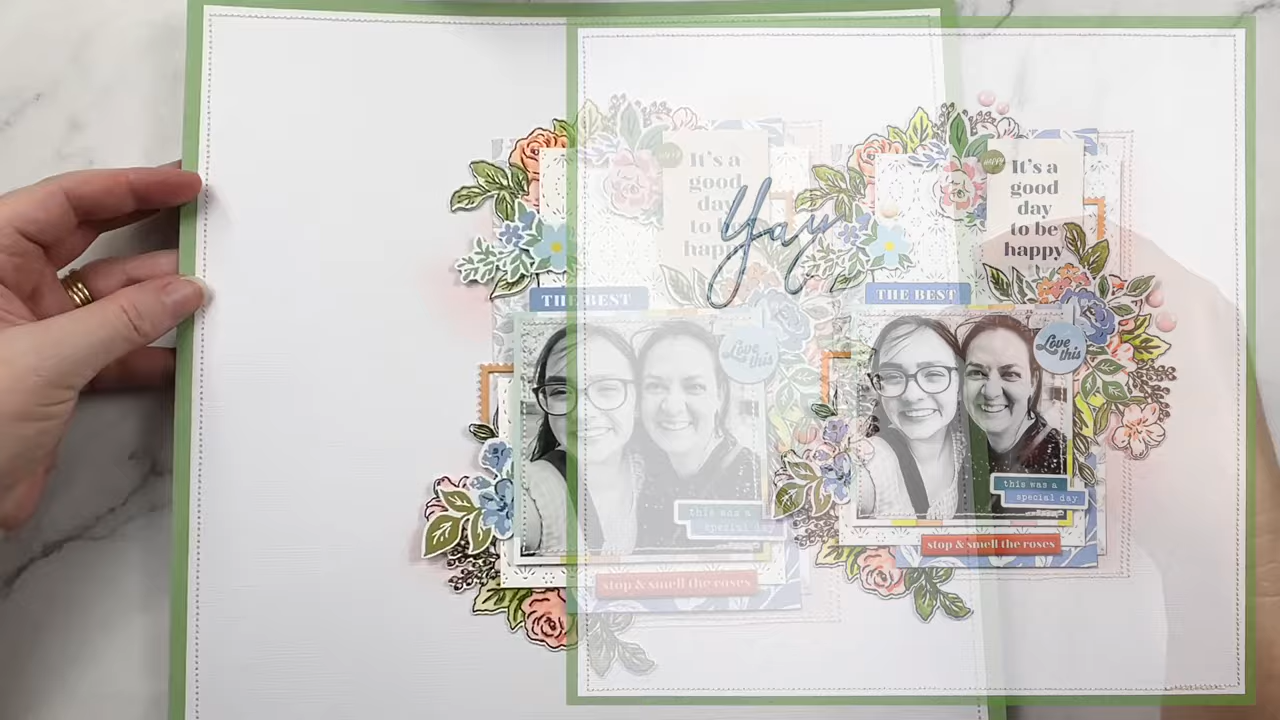 It's a
good
day
to be
happy
Yay
THE BEST
Love
this
this was a
special day
stop & smell the roses
HAPPY
It's a
good
day
to be
happy
THE BEST
Love
this
this was a
special day
stop & smell the roses